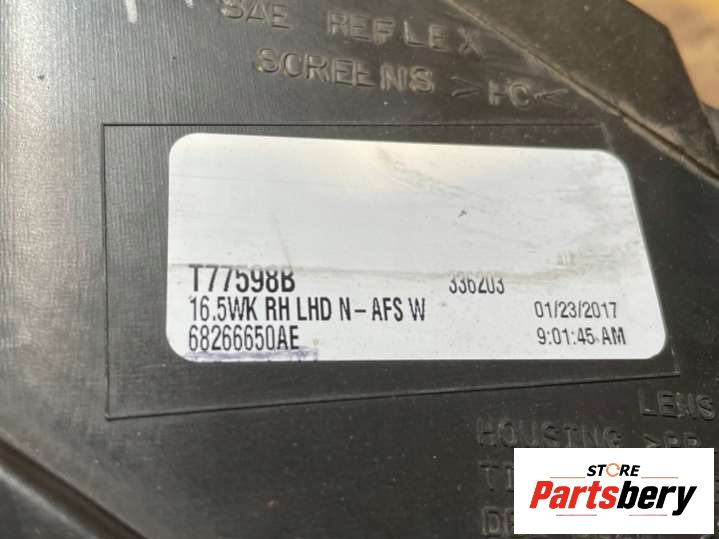 SAE REFLEX
SCREENS >PC<
T77598B 336203
16.5WK RH LHD N-AFS W 01/23/2017
68266650AE 9:01:45 AM
LENS
HOUSING >PP
STORE
Partsbery